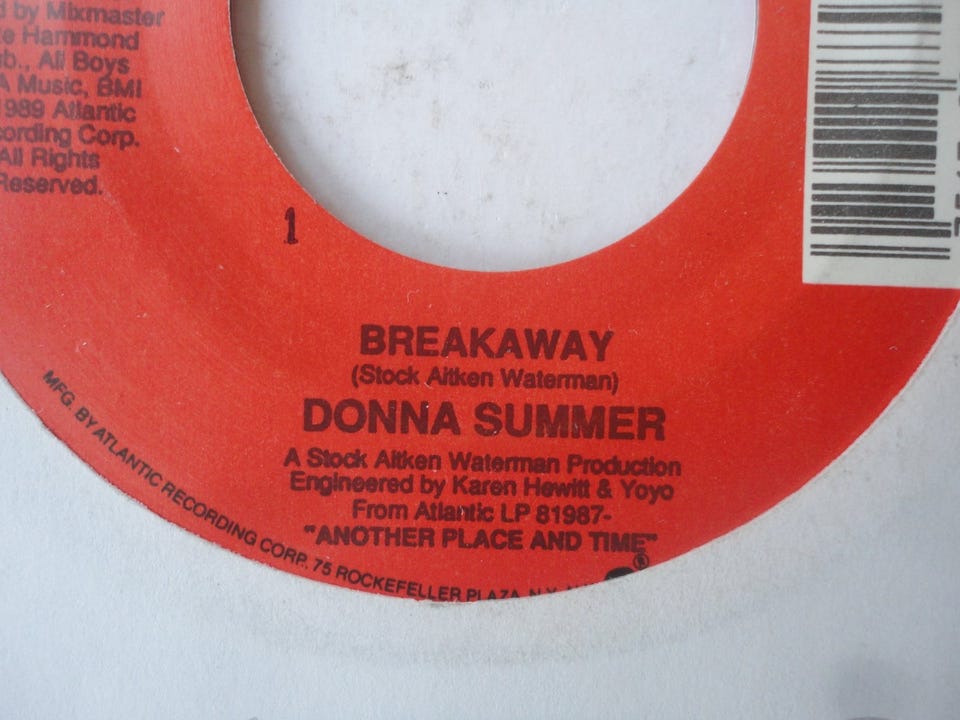 d by Mixmaster
Hammond
All Boys
A Music, BMI
1989 Atlantic
cording Corp.
All Rights
Reserved.
1
BREAKAWAY
(Stock Aitken Waterman)
DONNA SUMMER
A Stock Aitken Waterman Production
Engineered by Karen Hewitt & Yoyo
From Atlantic LP 81987-
"ANOTHER PLACE AND TIME"
MFG. BY ATLANTIC RECORDING CORP. 75 ROCKEFELLER PLAZA, N.Y.
®